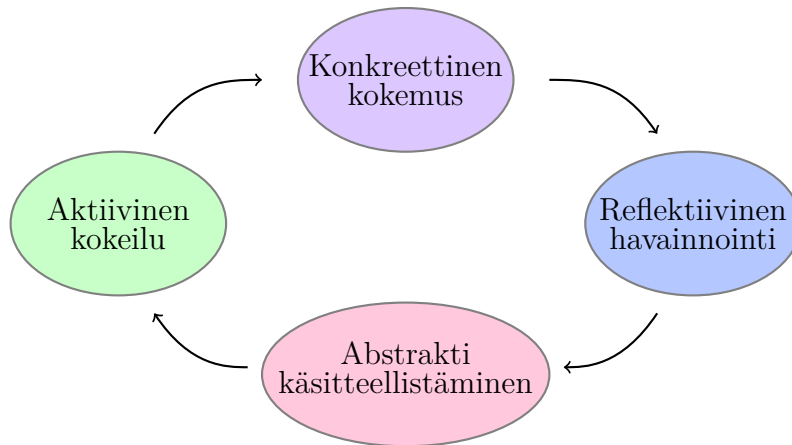 Konkreettinen
kokemus
Aktiivinen
kokeilu
Reflektiivinen
havainnointi
Abstrakti
käsitteellistäminen